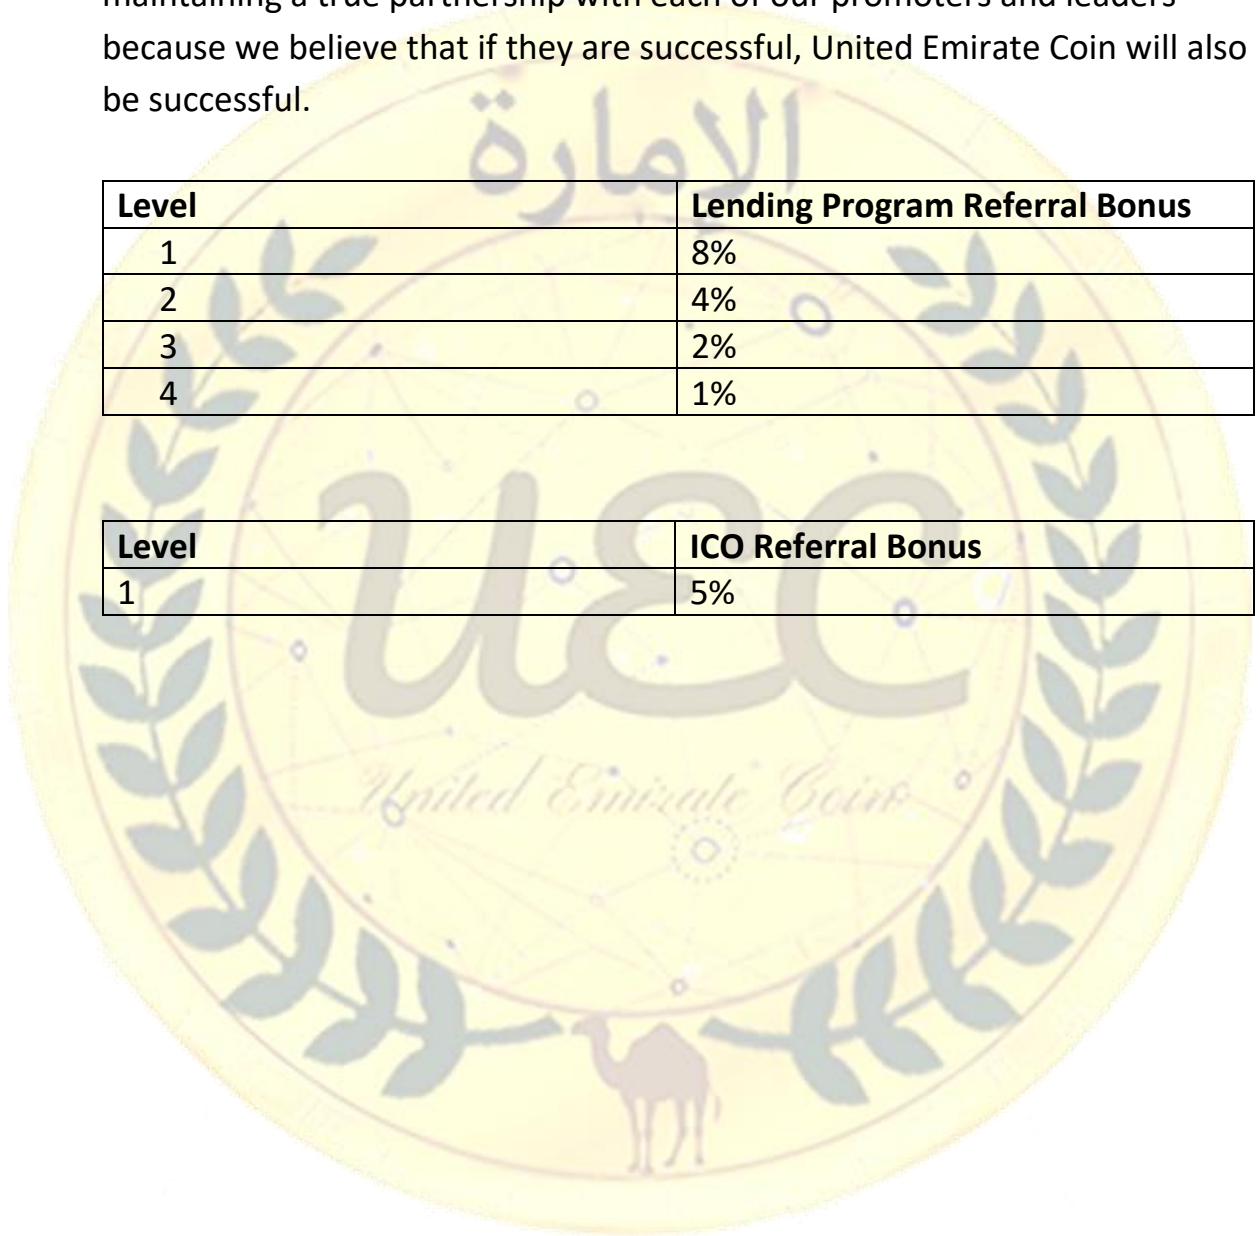 maintaining a true partnership with each of our promoters and leaders
because we believe that if they are successful, United Emirate Coin will also
be successful.
الإمارة
Level Lending Program Referral Bonus
1 8%
2 4%
3 2%
4 1%
Level ICO Referral Bonus
1 5%
UEC
United Emirate Coin